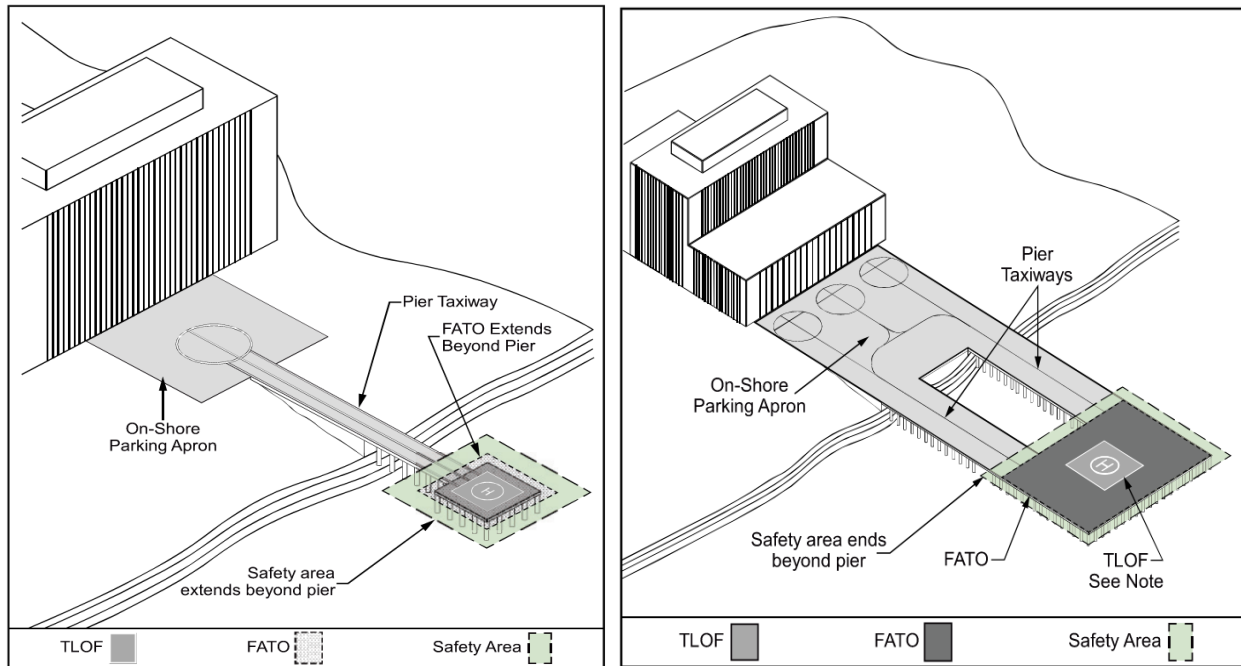 Pier Taxiway
FATO Extends
Beyond Pier
On-Shore
Parking Apron
H
Safety area
extends beyond pier
TLOF
FATO
Safety Area
Pier
Taxiways
On-Shore
Parking Apron
H
Safety area ends
beyond pier
FATO
TLOF
See Note
TLOF
FATO
Safety Area